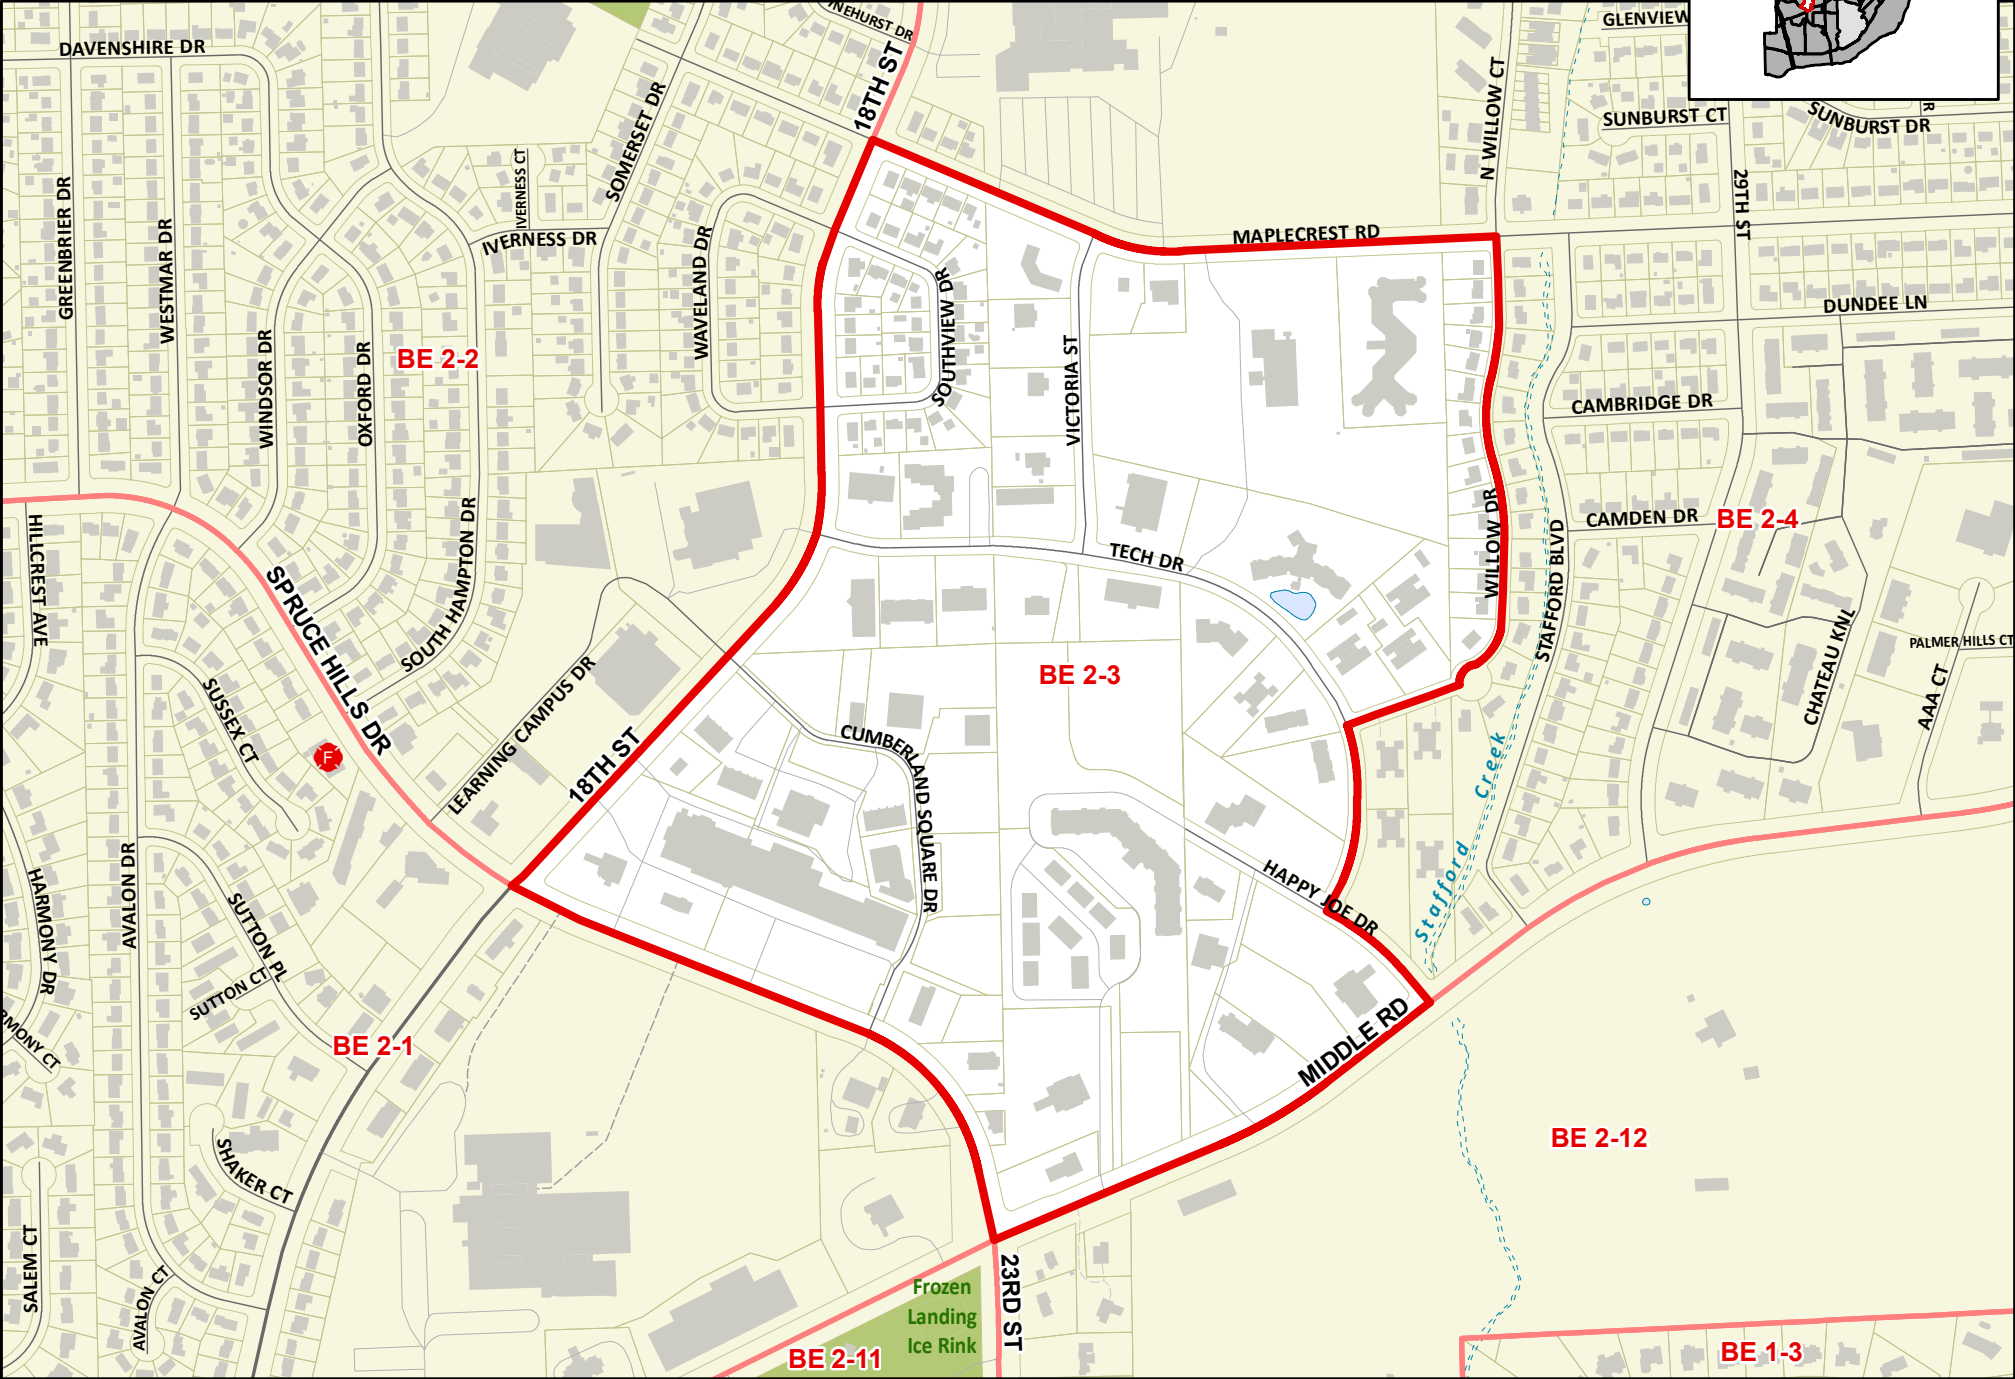 DAVENSHIRE DR
NEHURST DR
18TH ST
GLENVIEW
SUNBURST CT
SUNBURST DR
R
N WILLOW CT
29TH ST
SOMERSET DR
IVERNESS CT
IVERNESS DR
GREENBRIER DR
WESTMAR DR
WINDSOR DR
OXFORD DR
WAVELAND DR
SOUTHVIEW DR
VICTORIA ST
MAPLECREST RD
DUNDEE LN
BE 2-2
CAMBRIDGE DR
CAMDEN DR
BE 2-4
WILLOW DR
STAFFORD BLVD
HILLCREST AVE
SPRUCE HILLS DR
SOUTH HAMPTON DR
TECH DR
BE 2-3
CHATEAU KNL
PALMER HILLS CT
AAA CT
SUSSEX CT
F
LEARNING CAMPUS DR
18TH ST
CUMBERLAND SQUARE DR
HAPPY JOE DR
Stafford Creek
HARMONY DR
AVALON DR
SUTTON PL
SUTTON CT
RMONY CT
BE 2-1
MIDDLE RD
BE 2-12
SHAKER CT
SALEM CT
AVALON CT
23RD ST
Frozen
Landing
Ice Rink
BE 2-11
BE 1-3